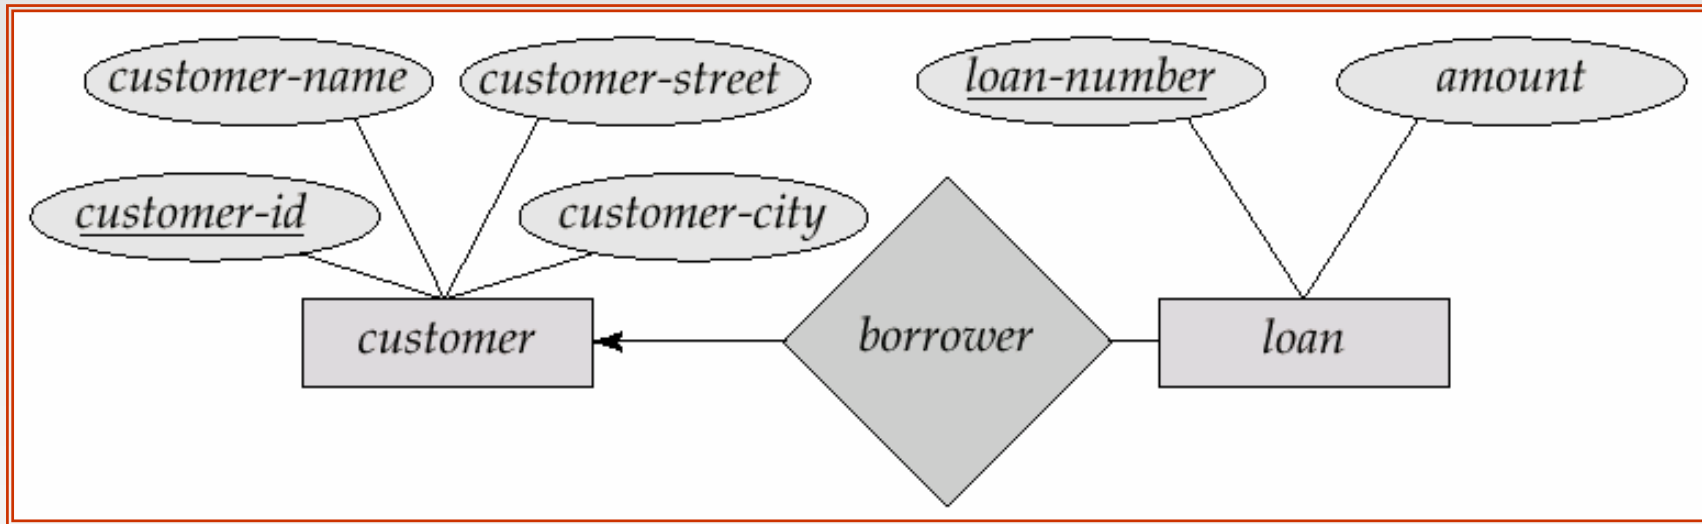 customer-name
customer-street
loan-number
amount
customer-id
customer-city
customer
borrower
loan